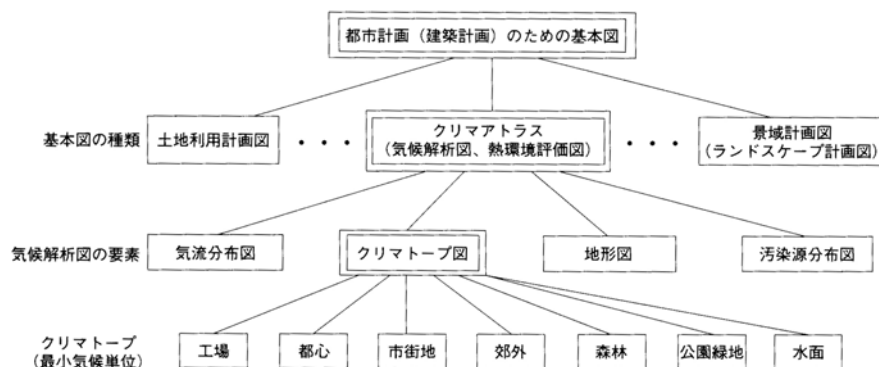 都市計画（建築計画）のための基本図
基本図の種類
土地利用計画図
・・・
クリマアトラス
（気候解析図、熱環境評価図）
・・・
景域計画図
（ランドスケープ計画図）
気候解析図の要素
気流分布図
クリマトープ図
地形図
汚染源分布図
クリマトープ
（最小気候単位）
工場
都心
市街地
郊外
森林
公園緑地
水面